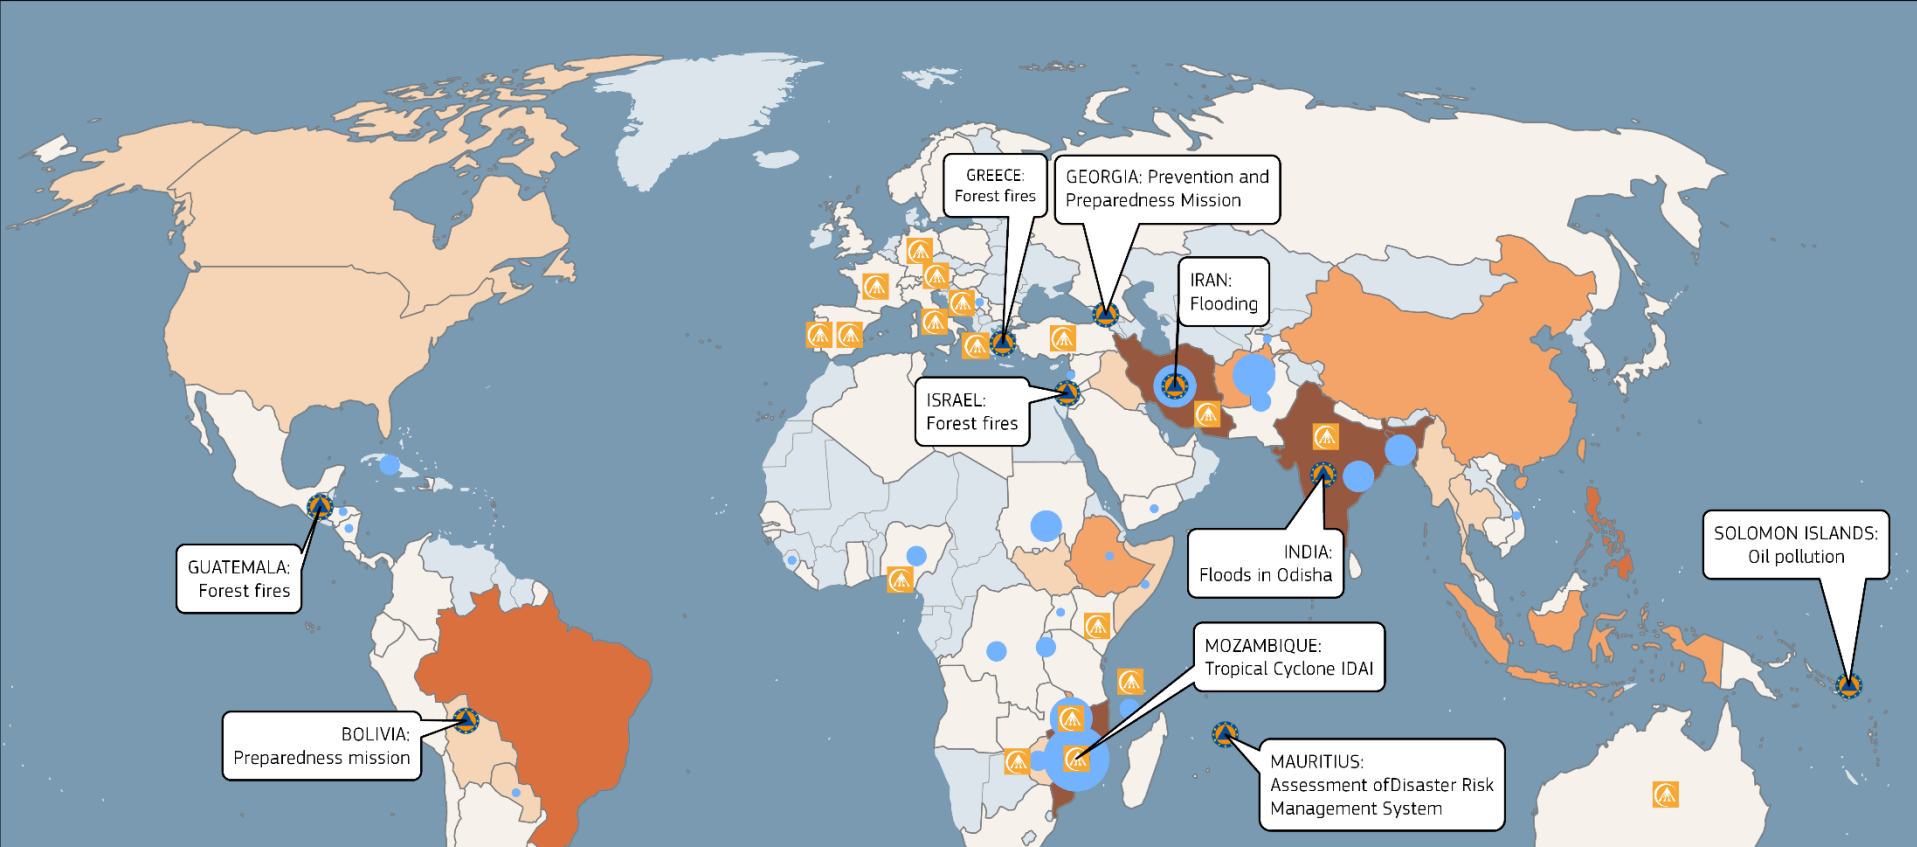 GREECE:
Forest fires
GEORGIA: Prevention and
Preparedness Mission
IRAN:
Flooding
ISRAEL:
Forest fires
GUATEMALA:
Forest fires
INDIA:
Floods in Odisha
SOLOMON ISLANDS:
Oil pollution
MOZAMBIQUE:
Tropical Cyclone IDAI
BOLIVIA:
Preparedness mission
MAURITIUS:
Assessment ofDisaster Risk
Management System